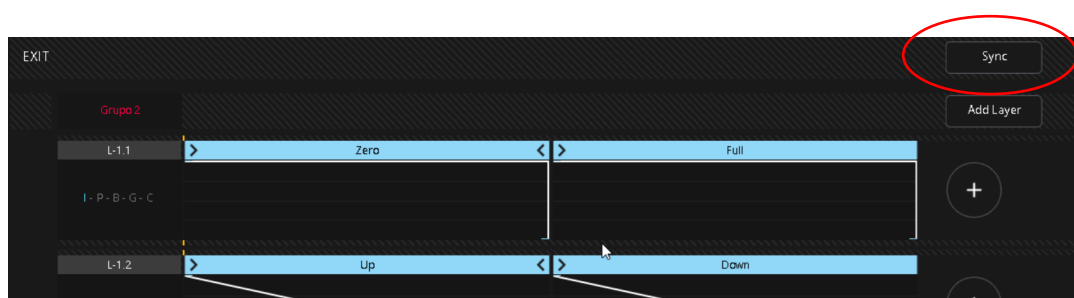 EXIT Sync
Grupo 2 Add Layer
L-1.1 Zero Full
I - P - B - G - C
L-1.2 Up Down